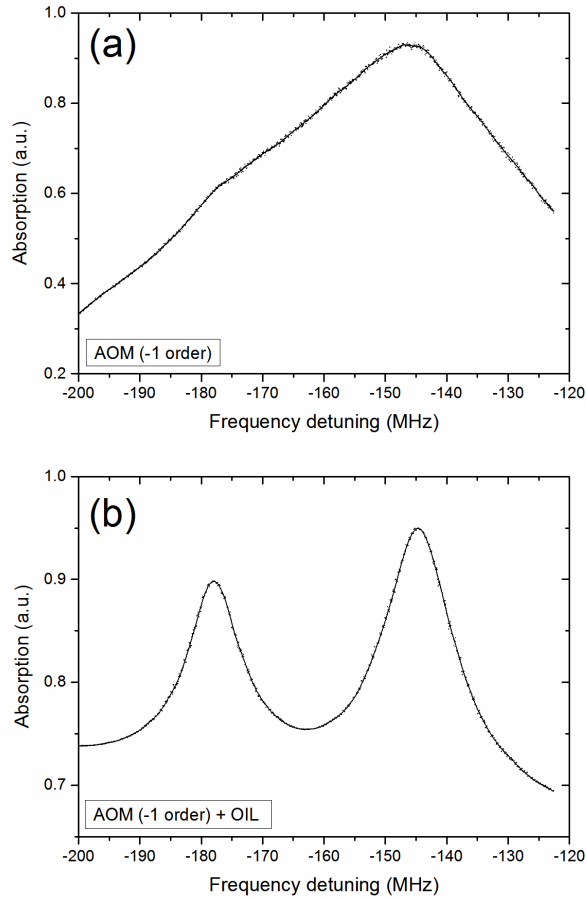 (a)
1.0
0.8
0.6
0.4
0.2
Absorption (a.u.)
AOM (-1 order)
-200 -190 -180 -170 -160 -150 -140 -130 -120
Frequency detuning (MHz)
(b)
1.0
0.9
0.8
0.7
Absorption (a.u.)
AOM (-1 order) + OIL
-200 -190 -180 -170 -160 -150 -140 -130 -120
Frequency detuning (MHz)